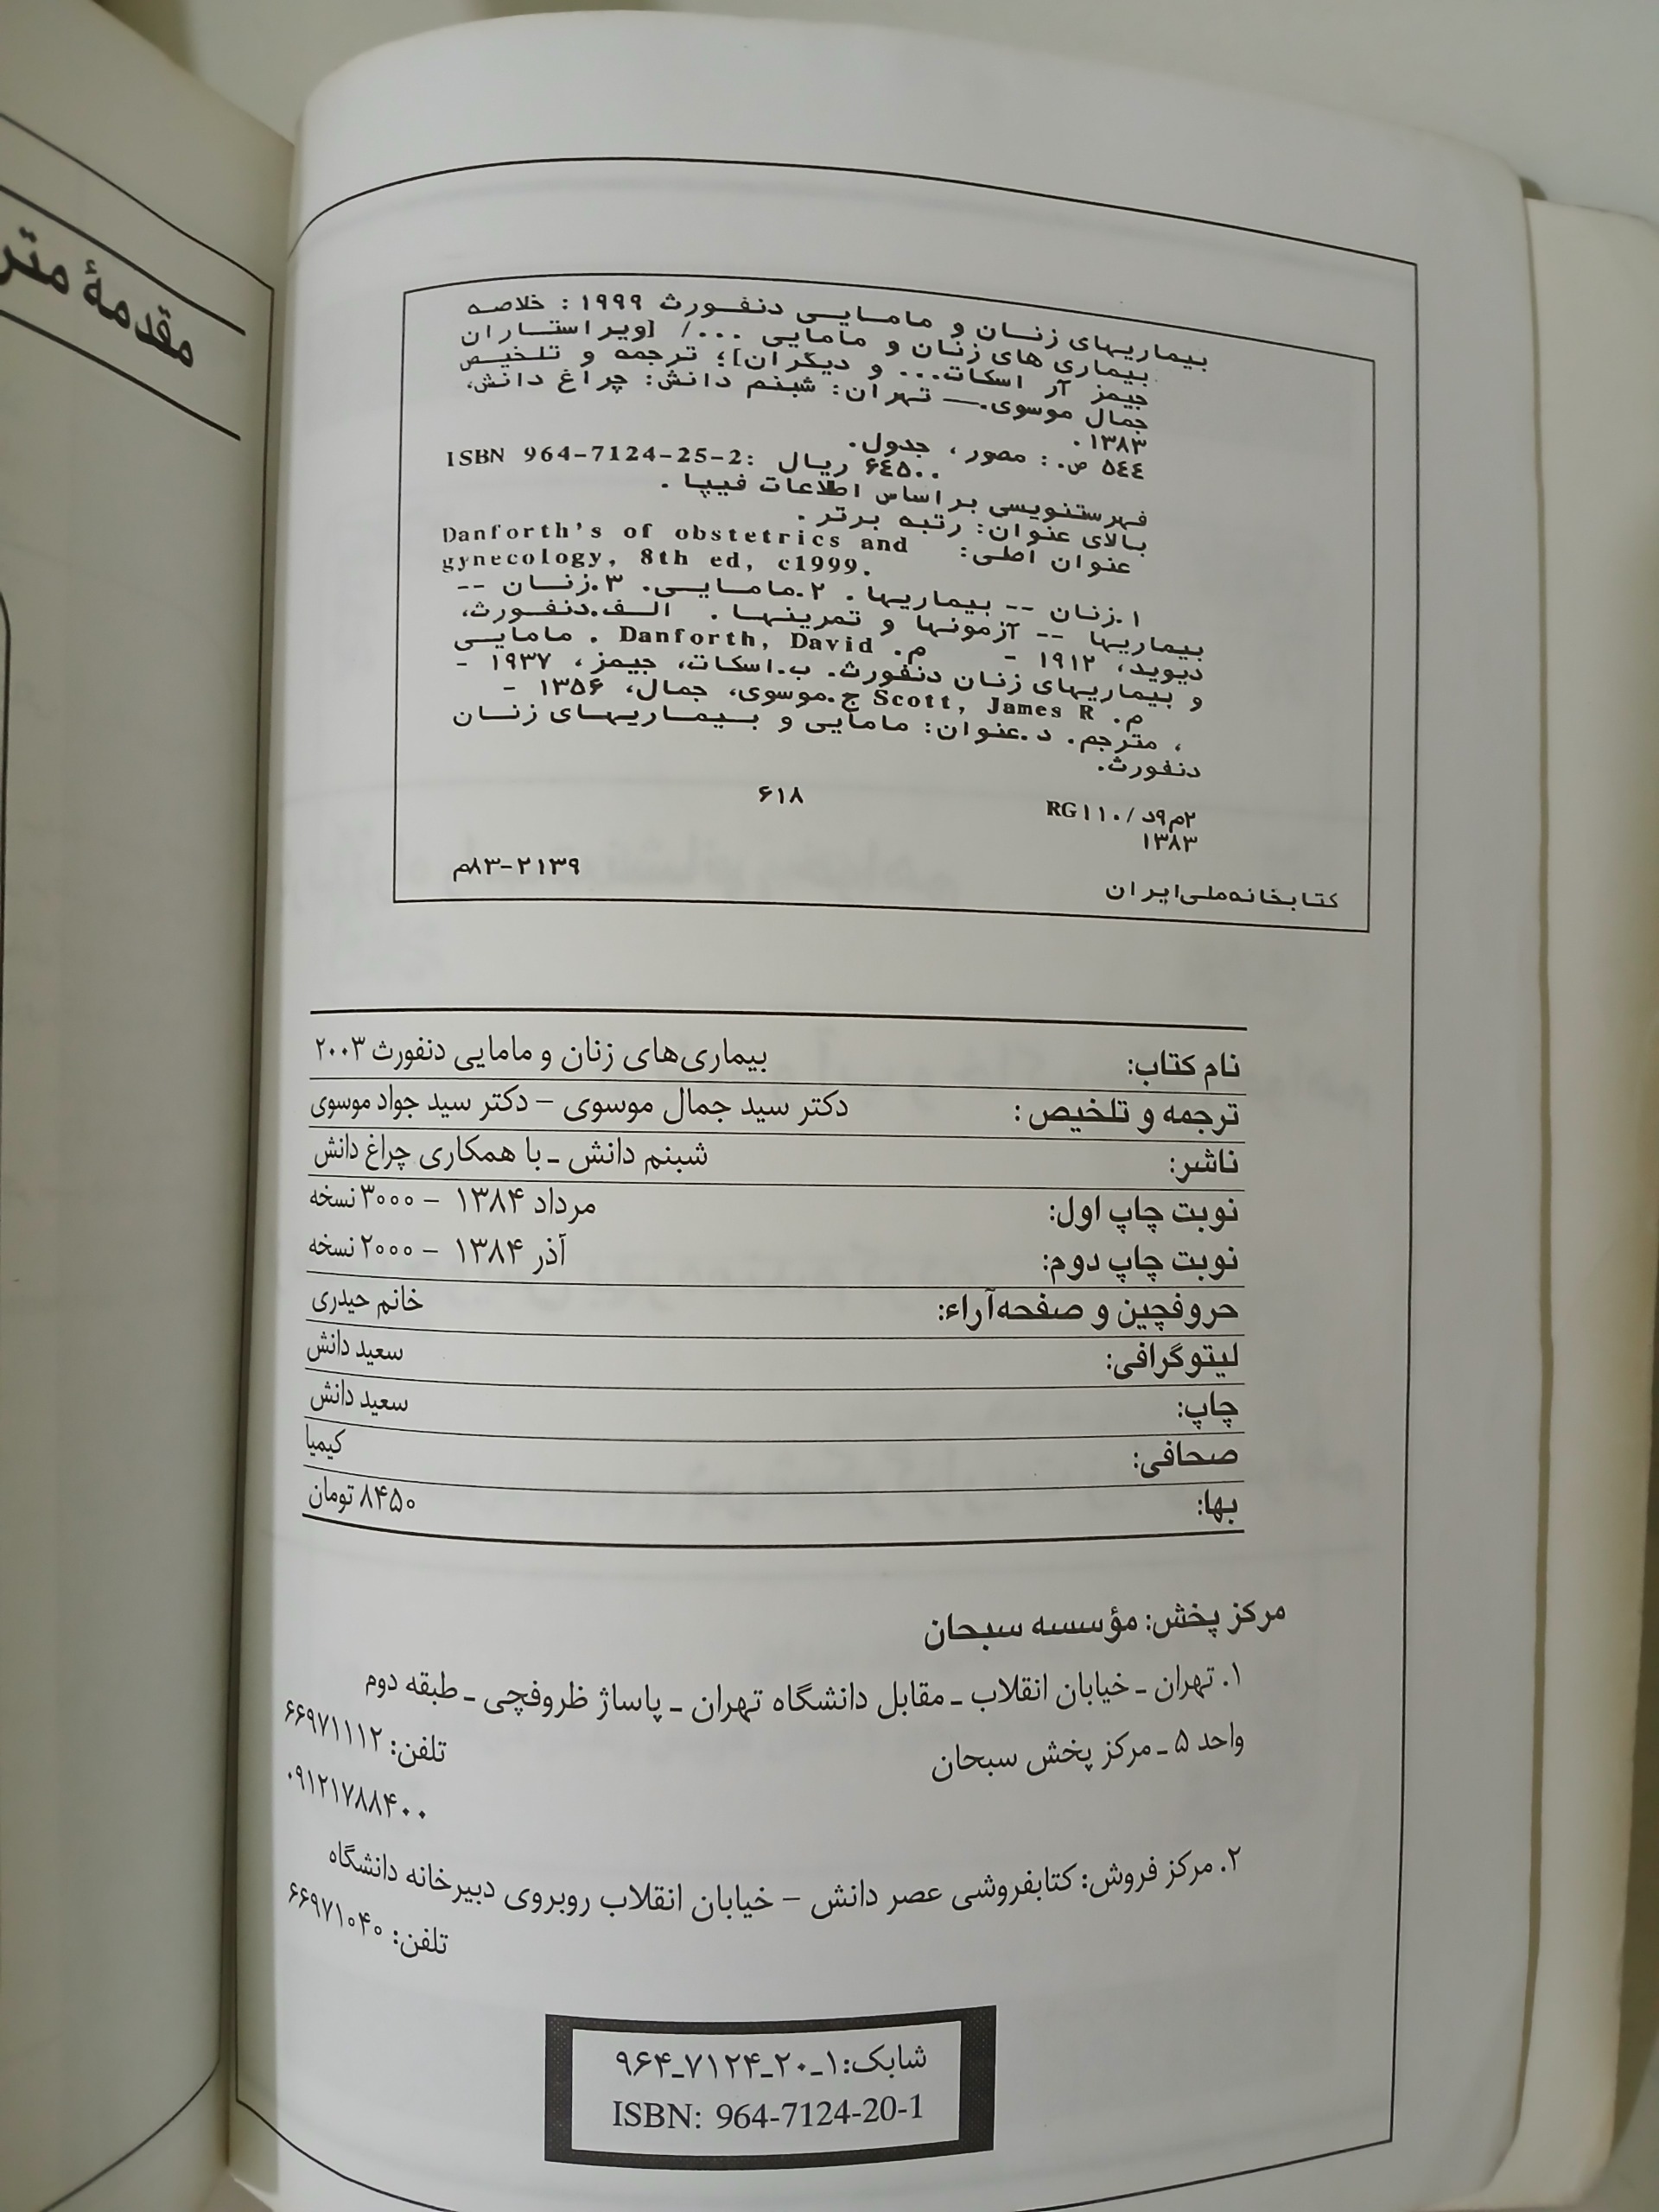 مقدمهٔ
بیماریهای زنان و مامایی دنفورث ۱۹۹۹: خلاصه
بیماری های زنان و مامایی .../ [ویراستاران
جیمز آر اسکات... و دیگران]؛ ترجمه و تلخیص
جمال موسوی.— تهران: شبنم دانش: چراغ دانش،
۱۳۸۳.
۵٤٤ ص.: مصور، جدول.
ISBN 964-7124-25-2: ۶٤۵۰۰ ریال
فهرستنویسی براساس اطلاعات فیپا.
بالای عنوان: رتبه برتر.
عنوان اصلی: Danforth's of obstetrics and
gynecology, 8th ed, c1999.
۱.زنان -- بیماریها. ۲.مامایی. ۳.زنان --
بیماریها -- آزمونها و تمرینها. الف.دنفورث،
دیوید، ۱۹۱۲ - م. Danforth, David. مامایی
و بیماریهای زنان دنفورث. ب.اسکات، جیمز، ۱۹۳۷ -
م. Scott, James R ج.موسوی، جمال، ۱۳۵۶ -
، مترجم. د.عنوان: مامایی و بیماریهای زنان
دنفورث.
۲م۹د/ RG۱۱۰ ۶۱۸
۱۳۸۳
کتابخانه‌ملی‌ایران ۲۱۳۹-۸۳م
نام کتاب: بیماری‌های زنان و مامایی دنفورث ۲۰۰۳
ترجمه و تلخیص: دکتر سید جمال موسوی – دکتر سید جواد موسوی
ناشر: شبنم دانش ـ با همکاری چراغ دانش
نوبت چاپ اول: مرداد ۱۳۸۴ – ۳۰۰۰ نسخه
نوبت چاپ دوم: آذر ۱۳۸۴ – ۲۰۰۰ نسخه
حروفچین و صفحه‌آراء: خانم حیدری
لیتوگرافی: سعید دانش
چاپ: سعید دانش
صحافی: کیمیا
بها: ۸۴۵۰ تومان
مرکز پخش: مؤسسه سبحان
۱. تهران ـ خیابان انقلاب ـ مقابل دانشگاه تهران ـ پاساژ ظروفچی ـ طبقه دوم
واحد ۵ ـ مرکز پخش سبحان تلفن: ۶۶۹۷۱۱۱۲
۰۹۱۲۱۷۸۸۴۰۰
۲. مرکز فروش: کتابفروشی عصر دانش – خیابان انقلاب روبروی دبیرخانه دانشگاه
تلفن: ۶۶۹۷۱۰۴۰
شابک: ۱ـ۲۰ـ۷۱۲۴ـ۹۶۴
ISBN: 964-7124-20-1